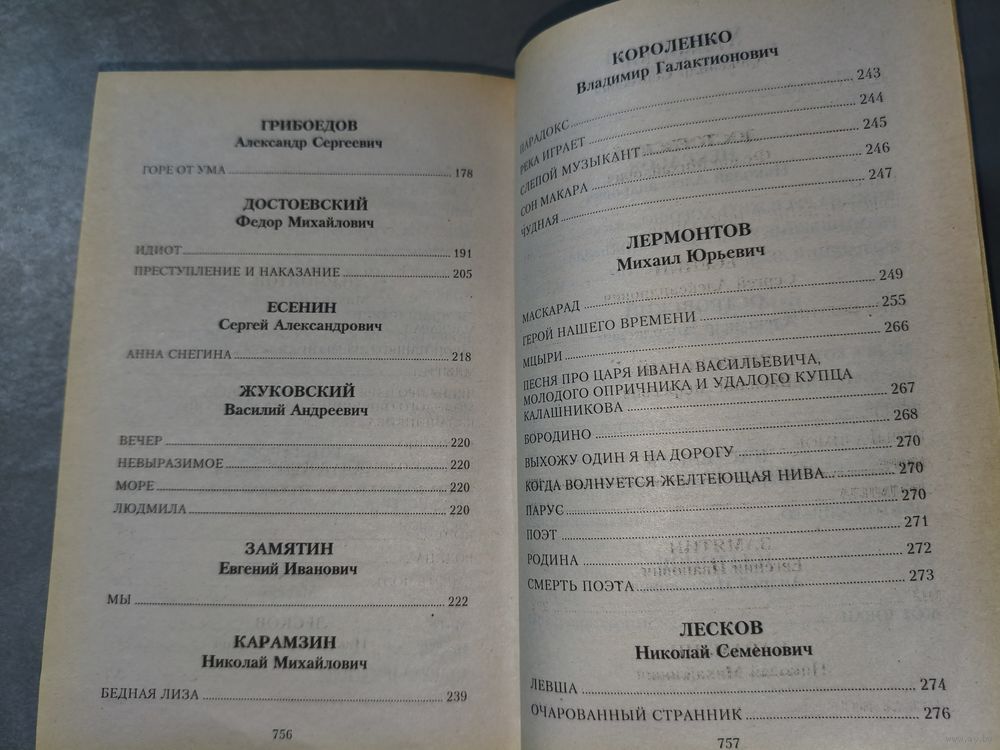 ГРИБОЕДОВ
Александр Сергеевич
ГОРЕ ОТ УМА 178
ДОСТОЕВСКИЙ
Федор Михайлович
ИДИОТ 191
ПРЕСТУПЛЕНИЕ И НАКАЗАНИЕ 205
ЕСЕНИН
Сергей Александрович
АННА СНЕГИНА 218
ЖУКОВСКИЙ
Василий Андреевич
ВЕЧЕР 220
НЕВЫРАЗИМОЕ 220
МОРЕ 220
ЛЮДМИЛА 220
ЗАМЯТИН
Евгений Иванович
МЫ 222
КАРАМЗИН
Николай Михайлович
БЕДНАЯ ЛИЗА 239
756
КОРОЛЕНКО
Владимир Галактионович
ПАРАДОКС 243
РЕКА ИГРАЕТ 244
СЛЕПОЙ МУЗЫКАНТ 245
СОН МАКАРА 246
ЧУДНАЯ 247
ЛЕРМОНТОВ
Михаил Юрьевич
МАСКАРАД 249
ГЕРОЙ НАШЕГО ВРЕМЕНИ 255
МЦЫРИ 266
ПЕСНЯ ПРО ЦАРЯ ИВАНА ВАСИЛЬЕВИЧА,
МОЛОДОГО ОПРИЧНИКА И УДАЛОГО КУПЦА
КАЛАШНИКОВА 267
БОРОДИНО 268
ВЫХОЖУ ОДИН Я НА ДОРОГУ 270
КОГДА ВОЛНУЕТСЯ ЖЕЛТЕЮЩАЯ НИВА... 270
ПАРУС 270
ПОЭТ 271
РОДИНА 272
СМЕРТЬ ПОЭТА 273
ЛЕСКОВ
Николай Семенович
ЛЕВША 274
ОЧАРОВАННЫЙ СТРАННИК 276
757